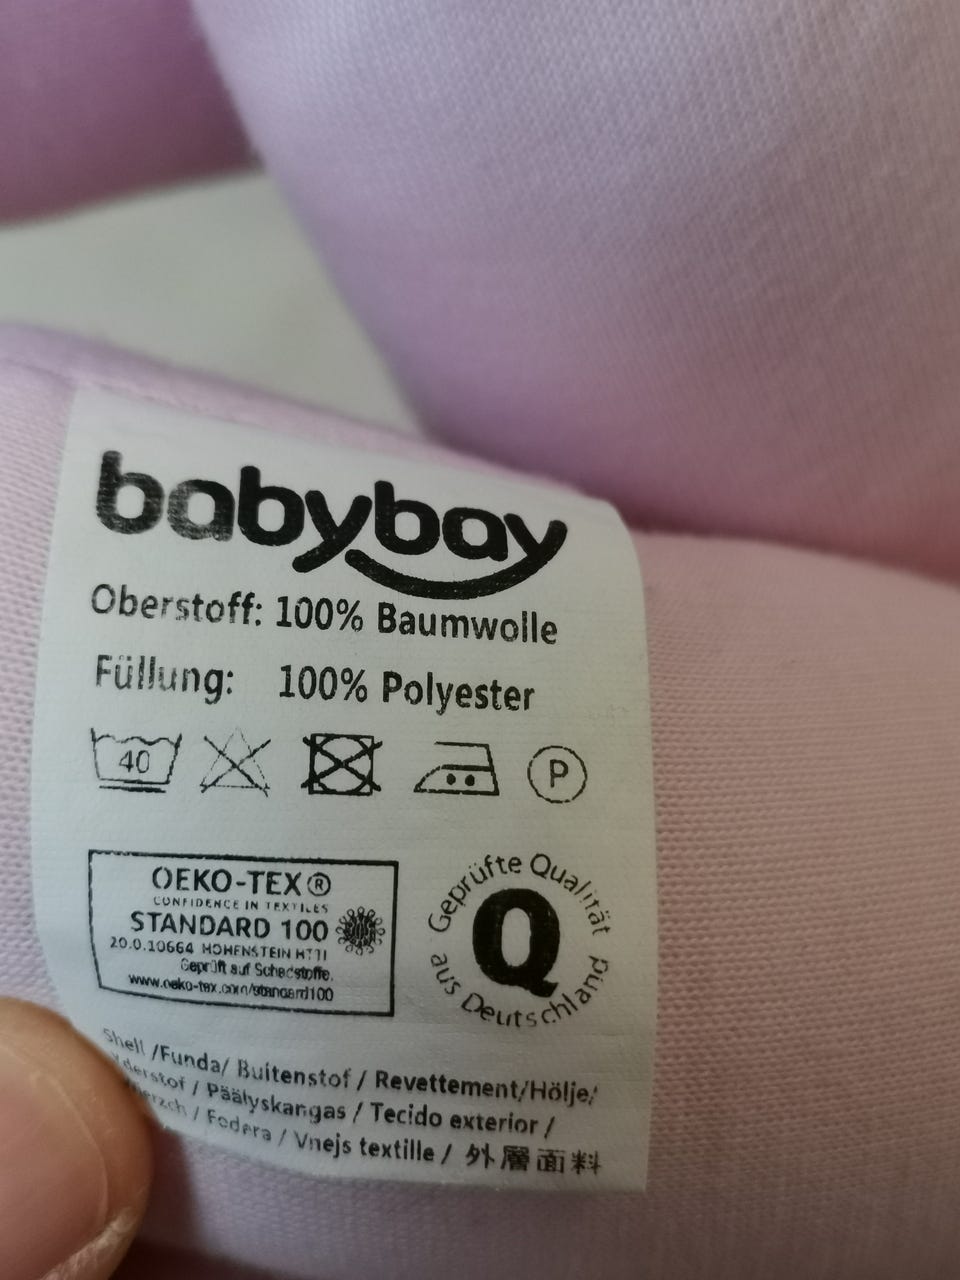 babybay
Oberstoff: 100% Baumwolle
Füllung: 100% Polyester
40 P
OEKO-TEX®
CONFIDENCE IN TEXTILES
STANDARD 100
20.0.10664 HOHENSTEIN HTTI
Geprüft auf Schadstoffe.
www.oeko-tex.com/standard100
Geprüfte Qualität
Q
aus Deutschland
Shell /Funda/ Buitenstof / Revettement/Hölje/
/ Päälyskangas / Tecido exterior /
/ Fodera / Vnejs textille / 外層面料